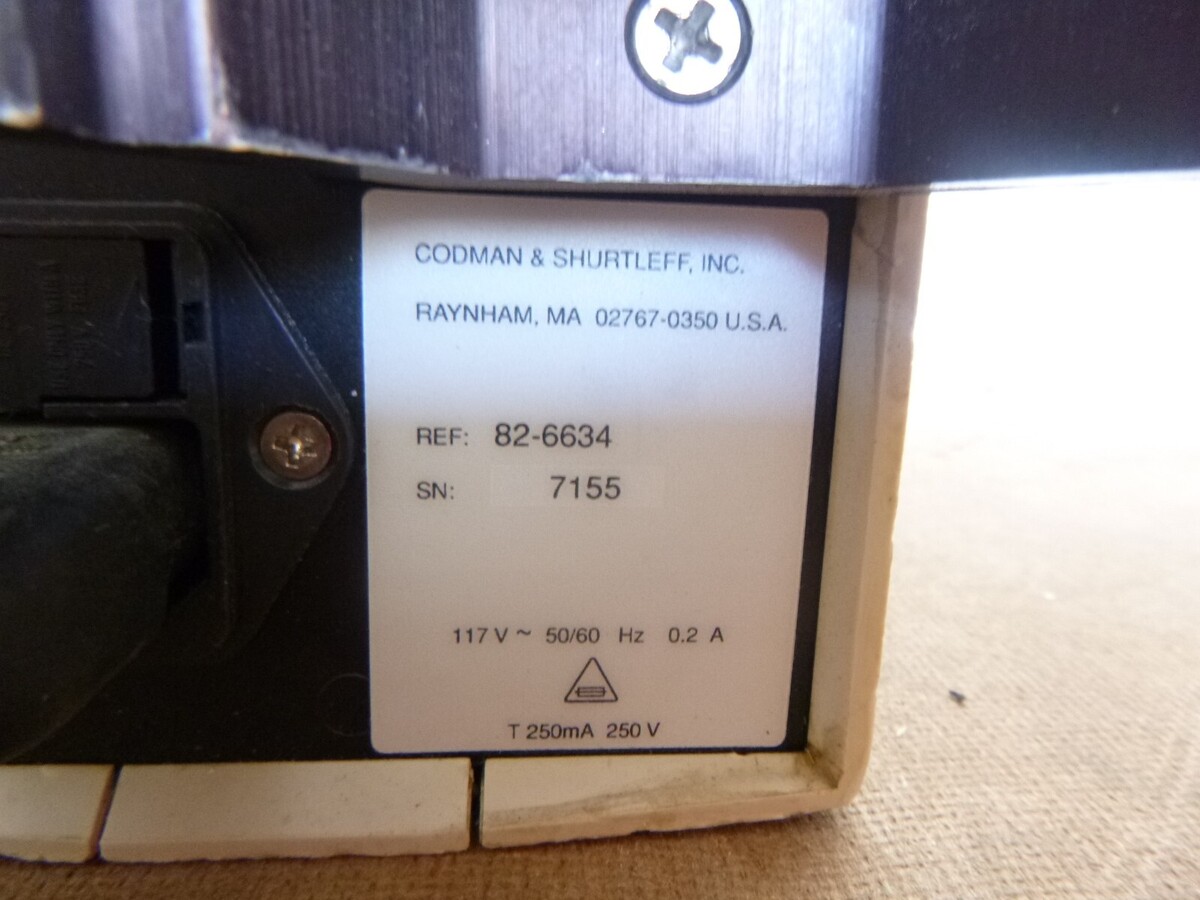 CODMAN & SHURTLEFF, INC.
RAYNHAM, MA 02767-0350 U.S.A.
REF: 82-6634
SN: 7155
117 V ~ 50/60 Hz 0.2 A
T 250mA 250 V